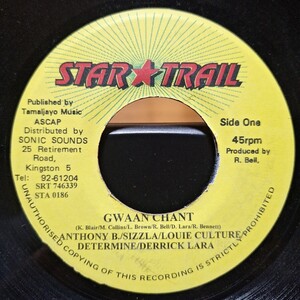 STAR★TRAIL
Published by
Tamaljayo Music
ASCAP
Distributed by
SONIC SOUNDS
25 Retirement
Road,
Kingston 5
Tel: 92-61204
SRT 746339
STA 0186
Side One
45rpm
Produced by
R. Bell.
GWAAN CHANT
(K. Blair/M. Collins/L. Brown/R. Bell/D. Lara/R. Bennett)
ANTHONY B./SIZZLA/LOUIE CULTURE
DETERMINE/DERRICK LARA
UNAUTHORISED COPYING OF THIS RECORDING IS STRICTLY PROHIBITED